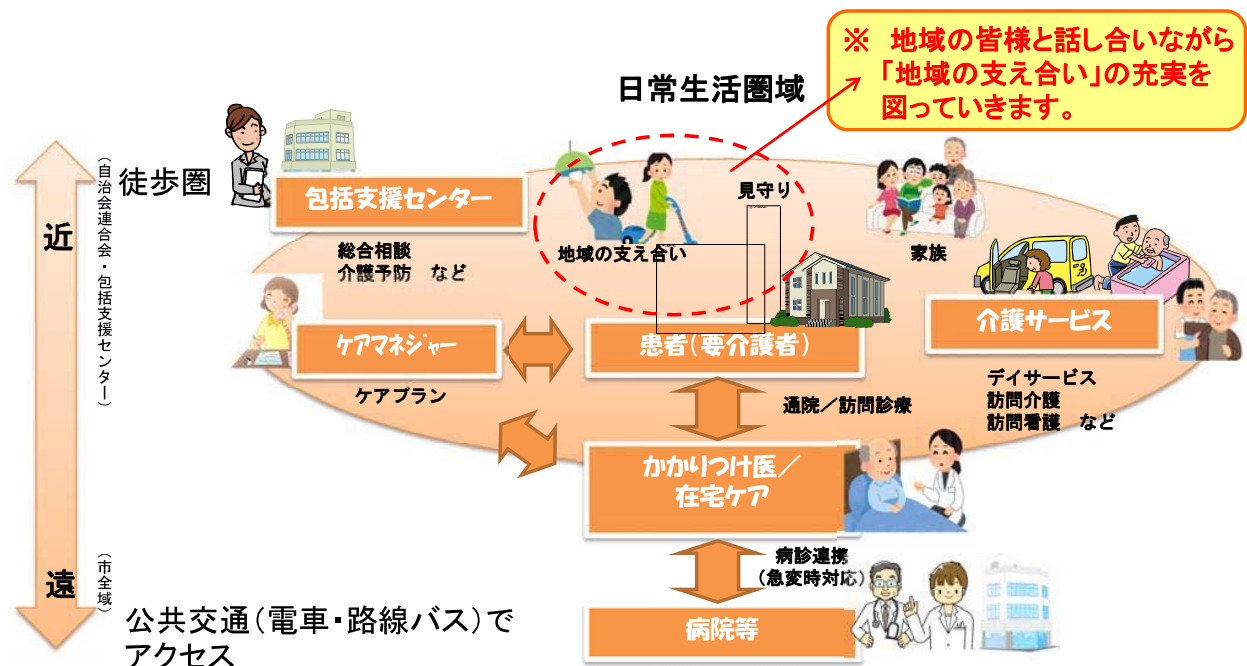 ※ 地域の皆様と話し合いながら
「地域の支え合い」の充実を
図っていきます。
日常生活圏域
徒歩圏
近
（自治会連合会・包括支援センター）
包括支援センター
総合相談
介護予防 など
地域の支え合い
見守り
家族
介護サービス
デイサービス
訪問介護
訪問看護 など
ケアマネジャー
ケアプラン
患者(要介護者)
通院／訪問診療
かかりつけ医／
在宅ケア
病診連携
(急変時対応)
病院等
遠
（市全域）
公共交通(電車・路線バス)で
アクセス